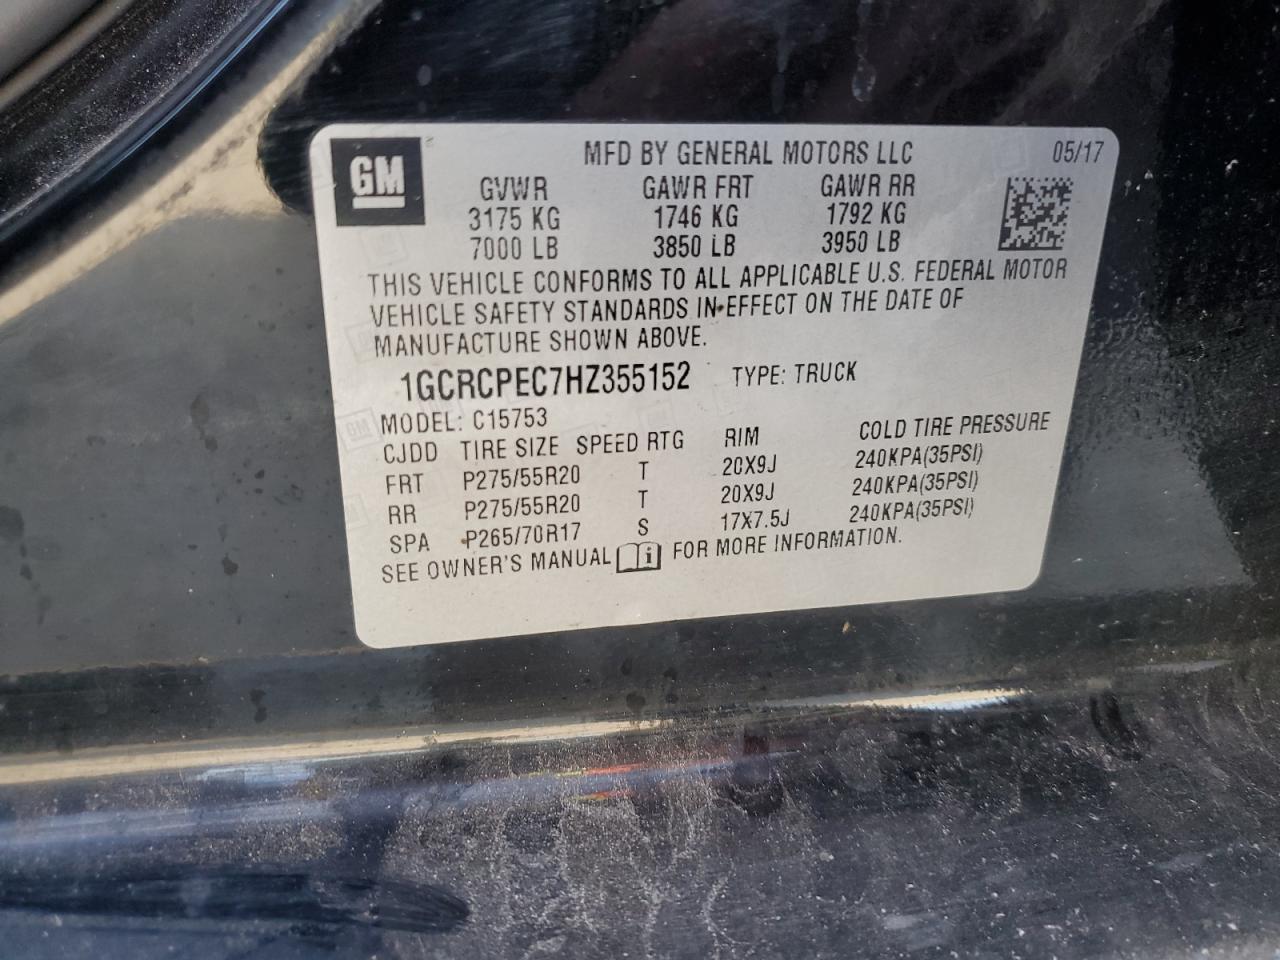 GM
MFD BY GENERAL MOTORS LLC 05/17
GVWR GAWR FRT GAWR RR
3175 KG 1746 KG 1792 KG
7000 LB 3850 LB 3950 LB
THIS VEHICLE CONFORMS TO ALL APPLICABLE U.S. FEDERAL MOTOR
VEHICLE SAFETY STANDARDS IN EFFECT ON THE DATE OF
MANUFACTURE SHOWN ABOVE.
1GCRCPEC7HZ355152 TYPE: TRUCK
MODEL: C15753
CJDD TIRE SIZE SPEED RTG RIM COLD TIRE PRESSURE
FRT P275/55R20 T 20X9J 240KPA(35PSI)
RR P275/55R20 T 20X9J 240KPA(35PSI)
SPA P265/70R17 S 17X7.5J 240KPA(35PSI)
SEE OWNER'S MANUAL i FOR MORE INFORMATION.